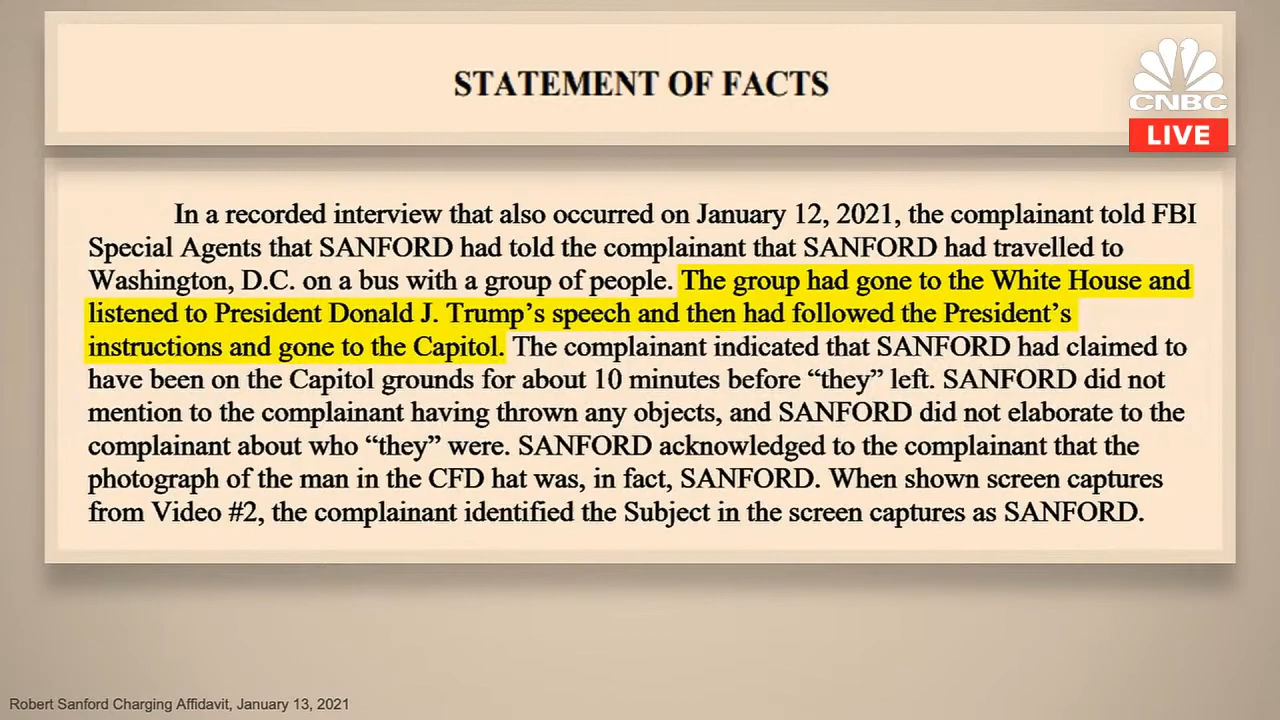 STATEMENT OF FACTS
CNBC
LIVE
In a recorded interview that also occurred on January 12, 2021, the complainant told FBI
Special Agents that SANFORD had told the complainant that SANFORD had travelled to
Washington, D.C. on a bus with a group of people. The group had gone to the White House and
listened to President Donald J. Trump’s speech and then had followed the President’s
instructions and gone to the Capitol. The complainant indicated that SANFORD had claimed to
have been on the Capitol grounds for about 10 minutes before “they” left. SANFORD did not
mention to the complainant having thrown any objects, and SANFORD did not elaborate to the
complainant about who “they” were. SANFORD acknowledged to the complainant that the
photograph of the man in the CFD hat was, in fact, SANFORD. When shown screen captures
from Video #2, the complainant identified the Subject in the screen captures as SANFORD.
Robert Sanford Charging Affidavit, January 13, 2021